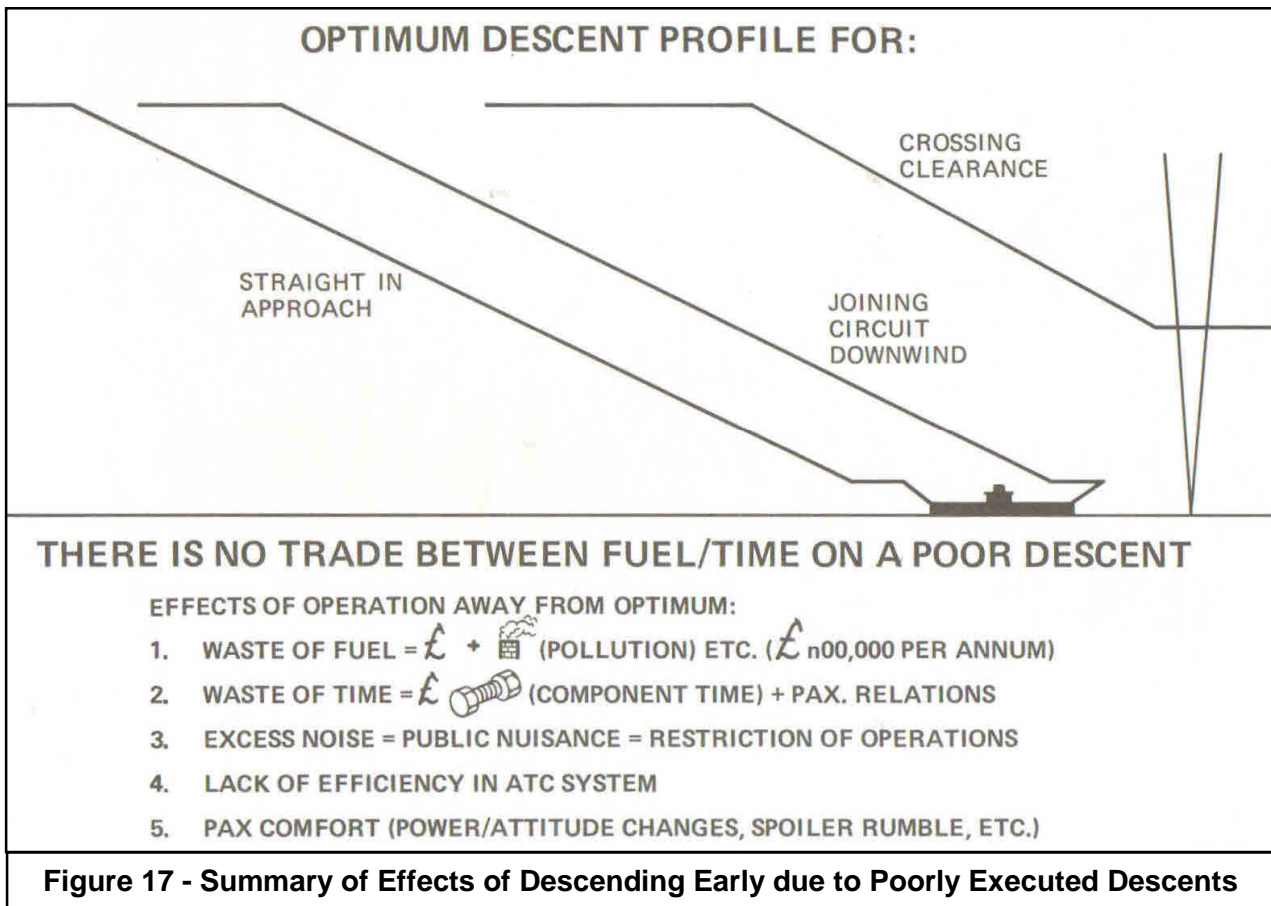 OPTIMUM DESCENT PROFILE FOR:
CROSSING
CLEARANCE
STRAIGHT IN
APPROACH
JOINING
CIRCUIT
DOWNWIND
THERE IS NO TRADE BETWEEN FUEL/TIME ON A POOR DESCENT
EFFECTS OF OPERATION AWAY FROM OPTIMUM:
1. WASTE OF FUEL = £ + (POLLUTION) ETC. (£ n00,000 PER ANNUM)
2. WASTE OF TIME = £ (COMPONENT TIME) + PAX. RELATIONS
3. EXCESS NOISE = PUBLIC NUISANCE = RESTRICTION OF OPERATIONS
4. LACK OF EFFICIENCY IN ATC SYSTEM
5. PAX COMFORT (POWER/ATTITUDE CHANGES, SPOILER RUMBLE, ETC.)
Figure 17 - Summary of Effects of Descending Early due to Poorly Executed Descents